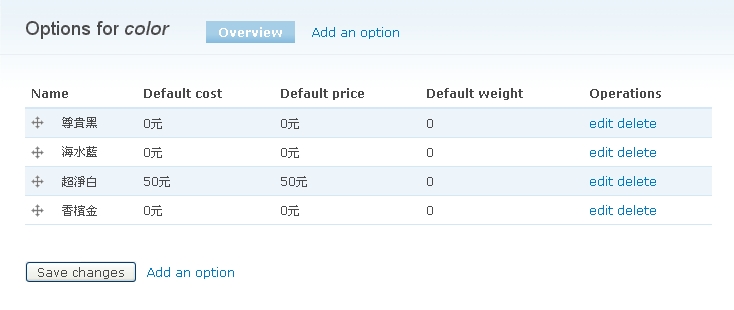 Options for color Overview Add an option
Name Default cost Default price Default weight Operations
尊貴黑 0元 0元 0 edit delete
海水藍 0元 0元 0 edit delete
超淨白 50元 50元 0 edit delete
香檳金 0元 0元 0 edit delete
Save changes Add an option